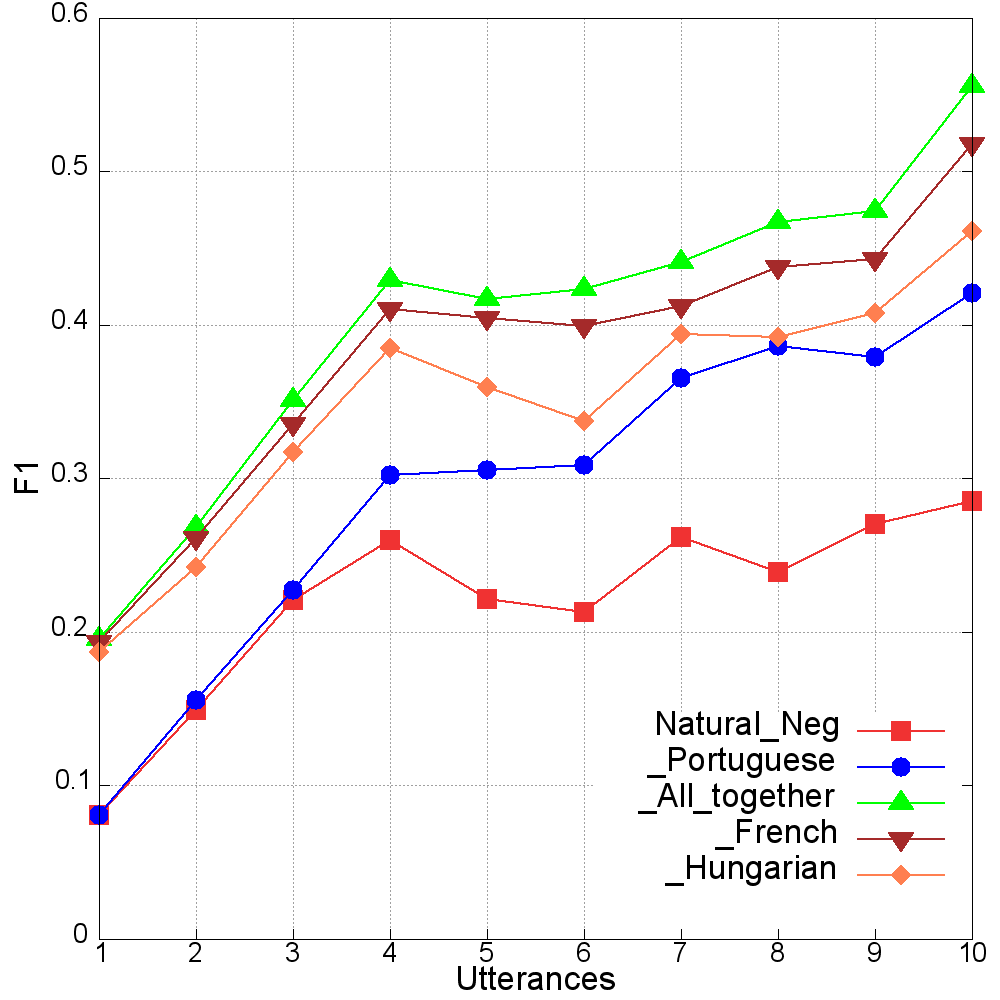 0.6
0.5
0.4
0.3
0.2
0.1
0
F1
1 2 3 4 5 6 7 8 9 10
Utterances
Natural_Neg
_Portuguese
_All_together
_French
_Hungarian